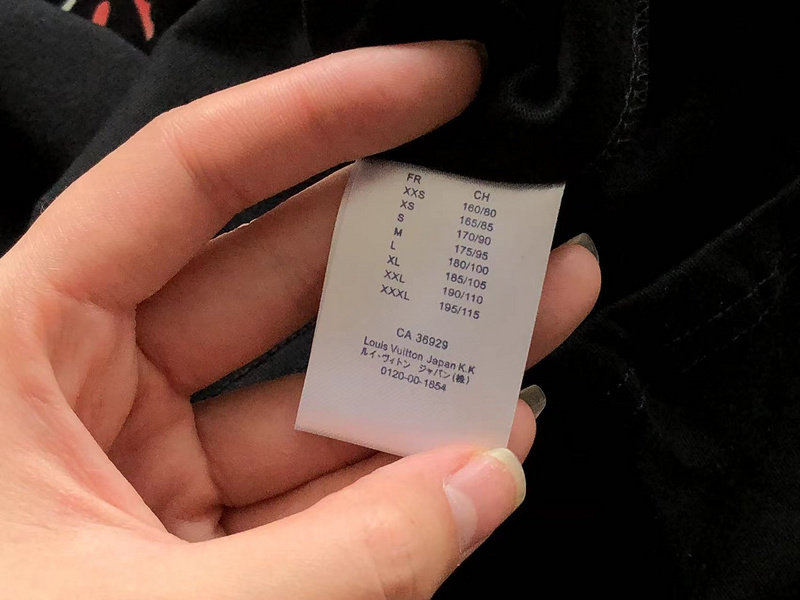 FR CH
XXS 160/80
XS 165/85
S 170/90
M 175/95
L 180/100
XL 185/105
XXL 190/110
XXXL 195/115
CA 36929
Louis Vuitton Japan K.K
ルイ・ヴィトン ジャパン(株)
0120-00-1854